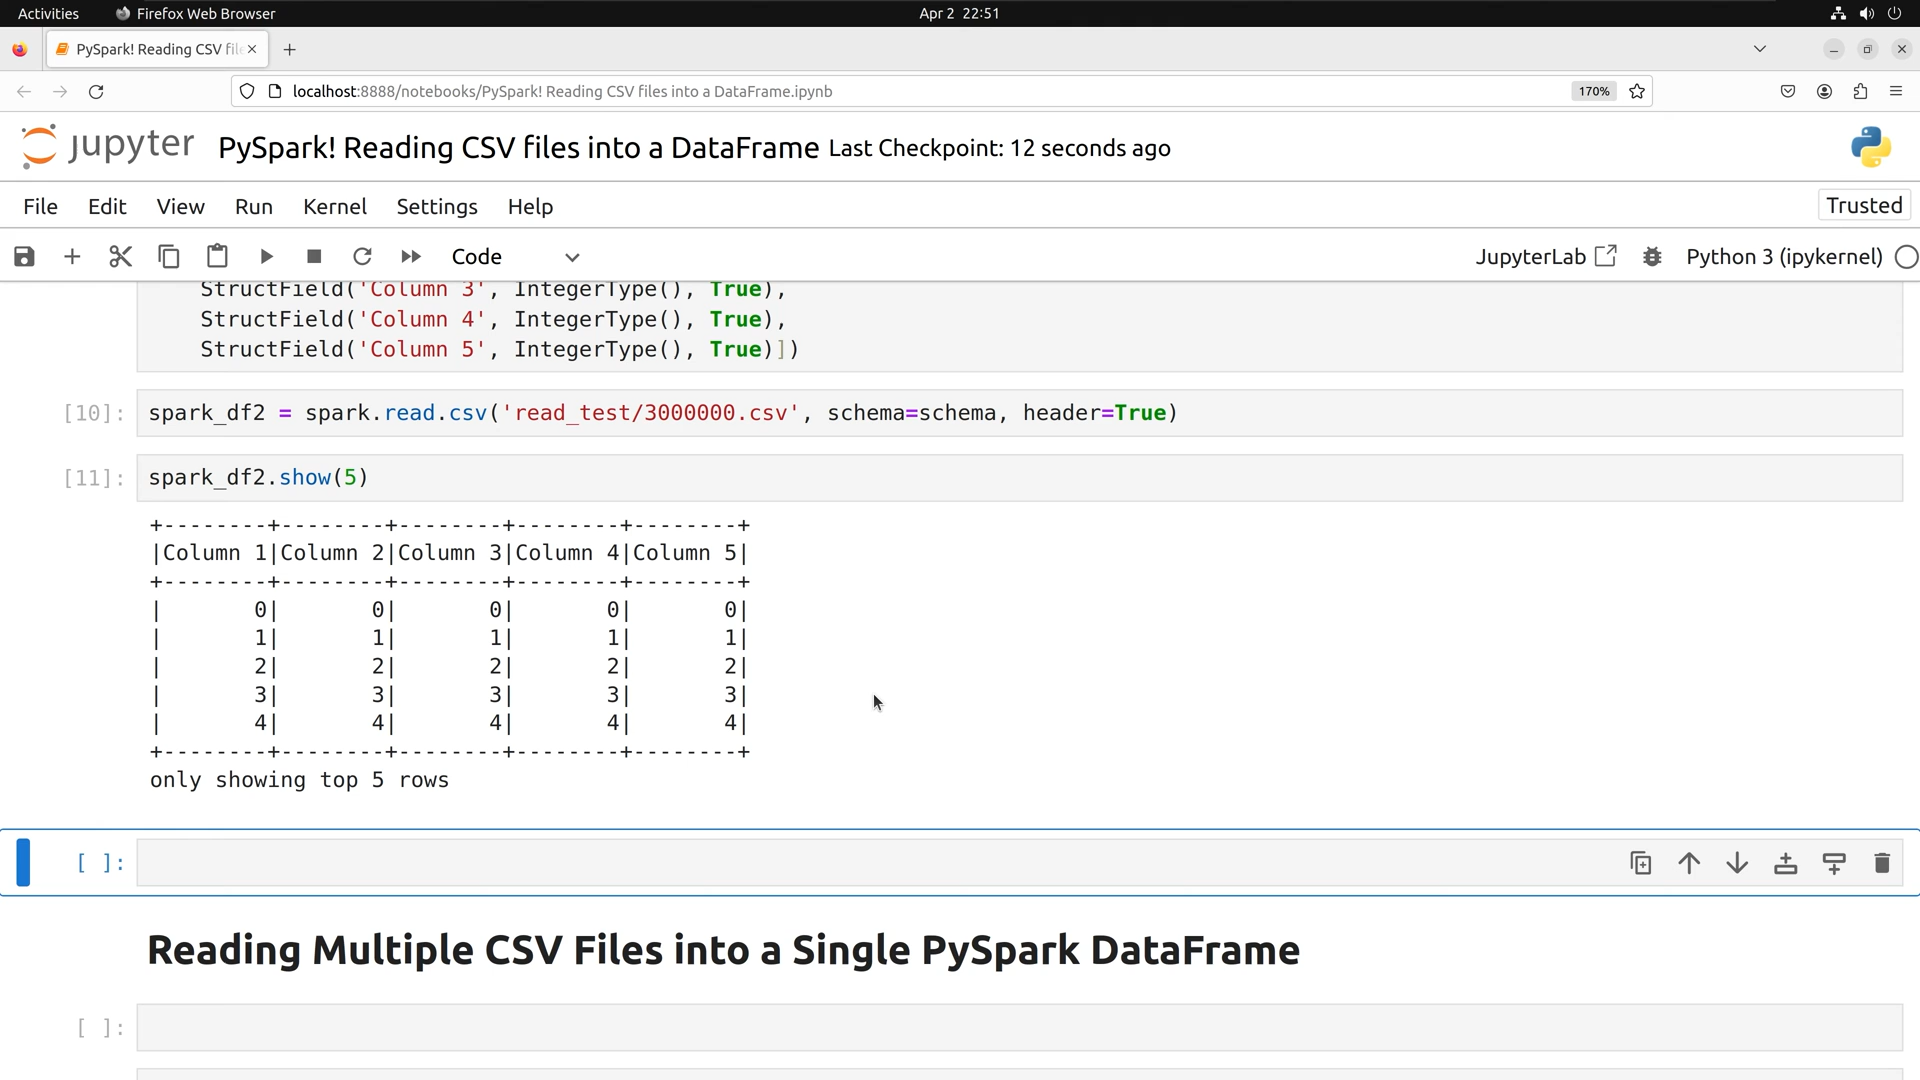 Activities Firefox Web Browser Apr 2 22:51
PySpark! Reading CSV file
localhost:8888/notebooks/PySpark! Reading CSV files into a DataFrame.ipynb 170%
jupyter PySpark! Reading CSV files into a DataFrame Last Checkpoint: 12 seconds ago
File Edit View Run Kernel Settings Help Trusted
Code JupyterLab Python 3 (ipykernel)
StructField('Column 3', IntegerType(), True),
StructField('Column 4', IntegerType(), True),
StructField('Column 5', IntegerType(), True)])
[10]: spark_df2 = spark.read.csv('read_test/3000000.csv', schema=schema, header=True)
[11]: spark_df2.show(5)
+--------+--------+--------+--------+--------+
|Column 1|Column 2|Column 3|Column 4|Column 5|
+--------+--------+--------+--------+--------+
|       0|       0|       0|       0|       0|
|       1|       1|       1|       1|       1|
|       2|       2|       2|       2|       2|
|       3|       3|       3|       3|       3|
|       4|       4|       4|       4|       4|
+--------+--------+--------+--------+--------+
only showing top 5 rows
[ ]:
Reading Multiple CSV Files into a Single PySpark DataFrame
[ ]: